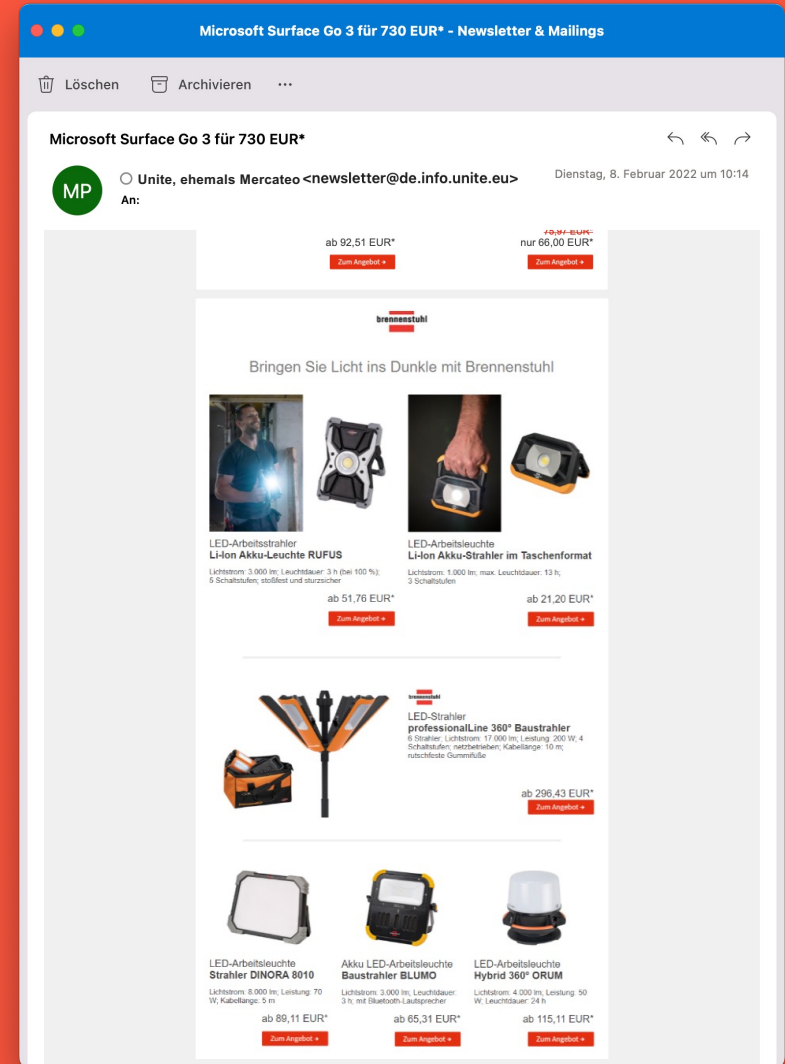 Microsoft Surface Go 3 für 730 EUR* - Newsletter & Mailings
Löschen
Archivieren
...
Microsoft Surface Go 3 für 730 EUR*
MP
Unite, ehemals Mercateo <newsletter@de.info.unite.eu>
Dienstag, 8. Februar 2022 um 10:14
An:
75,97 EUR*
ab 92,51 EUR*
nur 66,00 EUR*
Zum Angebot →
Zum Angebot →
brennenstuhl
Bringen Sie Licht ins Dunkle mit Brennenstuhl
LED-Arbeitsstrahler
Li-Ion Akku-Leuchte RUFUS
Lichtstrom: 3.000 lm; Leuchtdauer: 3 h (bei 100 %);
5 Schaltstufen; stoßfest und sturzsicher
ab 51,76 EUR*
Zum Angebot →
LED-Arbeitsleuchte
Li-Ion Akku-Strahler im Taschenformat
Lichtstrom: 1.000 lm; max. Leuchtdauer: 13 h;
3 Schaltstufen
ab 21,20 EUR*
Zum Angebot →
brennenstuhl
LED-Strahler
professionalLine 360° Baustrahler
6 Strahler; Lichtstrom: 17.000 lm; Leistung: 200 W; 4
Schaltstufen; netzbetrieben; Kabellänge: 10 m;
rutschfeste Gummifüße
ab 296,43 EUR*
Zum Angebot →
LED-Arbeitsleuchte
Strahler DINORA 8010
Lichtstrom: 8.000 lm; Leistung: 70
W; Kabellänge: 5 m
ab 89,11 EUR*
Zum Angebot →
Akku LED-Arbeitsleuchte
Baustrahler BLUMO
Lichtstrom: 3.000 lm; Leuchtdauer:
3 h; mit Bluetooth-Lautsprecher
ab 65,31 EUR*
Zum Angebot →
LED-Arbeitsleuchte
Hybrid 360° ORUM
Lichtstrom: 4.000 lm; Leistung: 50
W; Leuchtdauer: 24 h
ab 115,11 EUR*
Zum Angebot →